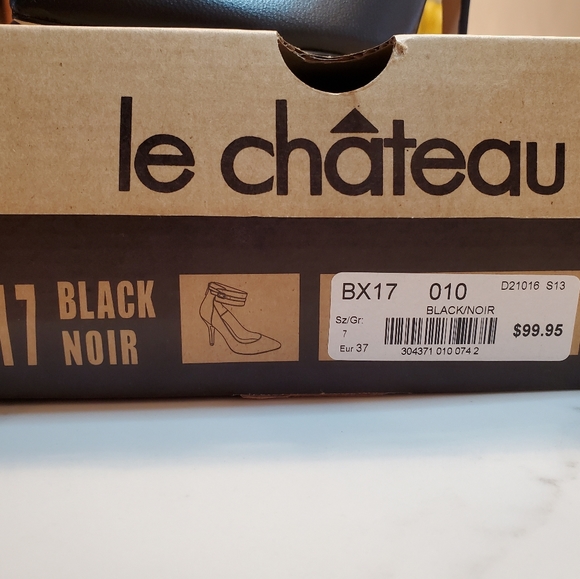 le château
17 BLACK
NOIR
BX17 010 D21016 S13
BLACK/NOIR
Sz/Gr:
7
$99.95
Eur 37
304371 010 074 2